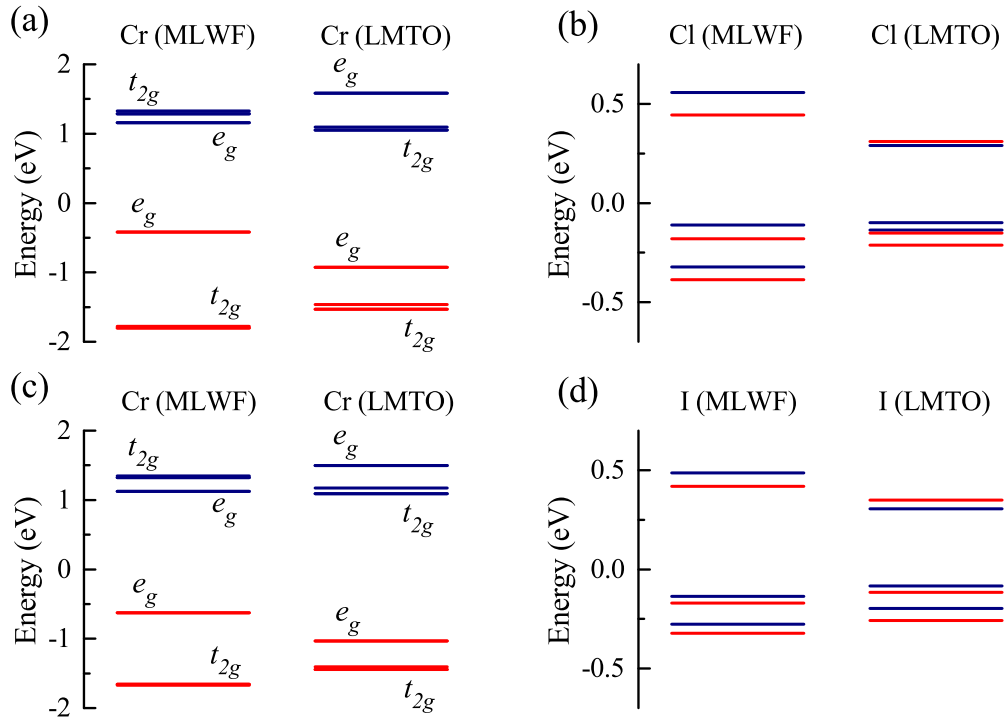 (a)
Cr (MLWF)
Cr (LMTO)
Energy (eV)
2
1
0
-1
-2
t2g
eg
eg
t2g
eg
t2g
eg
t2g
(b)
Cl (MLWF)
Cl (LMTO)
Energy (eV)
0.5
0.0
-0.5
(c)
Cr (MLWF)
Cr (LMTO)
Energy (eV)
2
1
0
-1
-2
t2g
eg
eg
t2g
eg
t2g
eg
t2g
(d)
I (MLWF)
I (LMTO)
Energy (eV)
0.5
0.0
-0.5